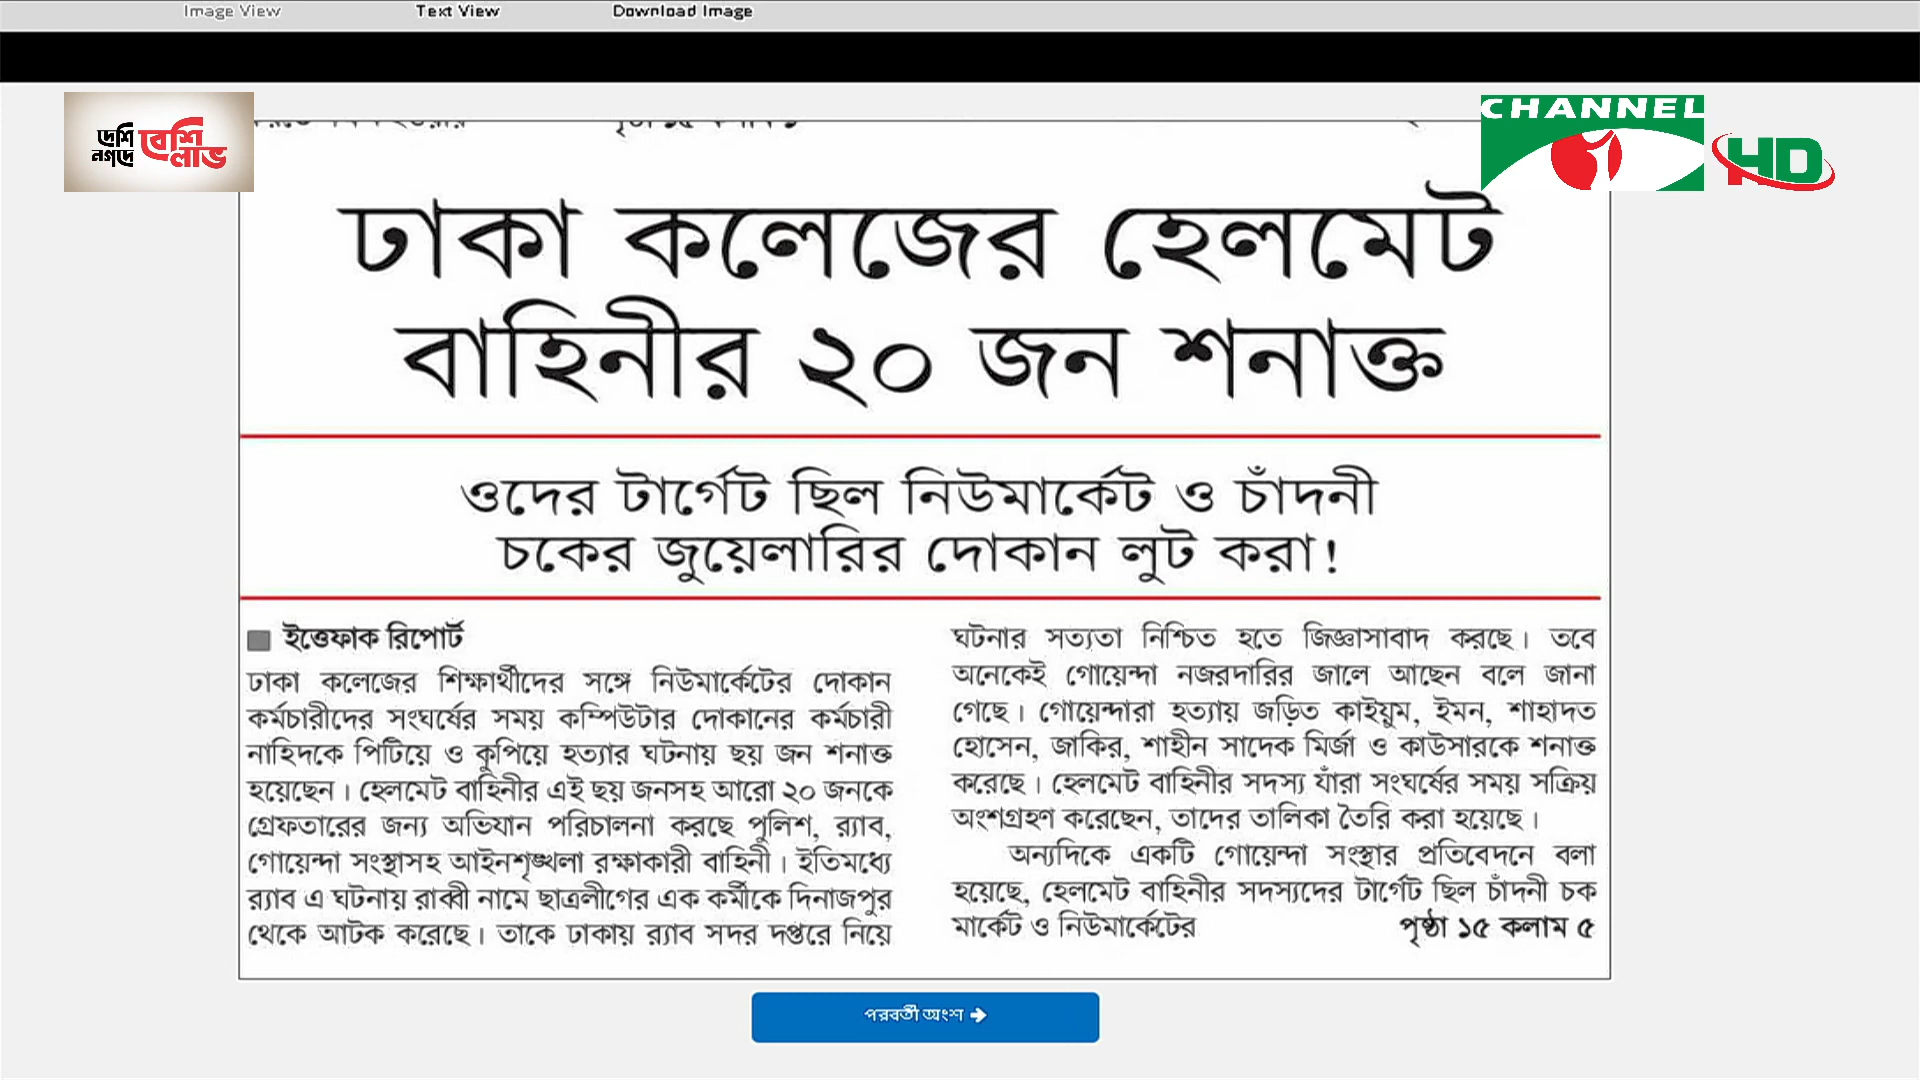 Image View Text View Download Image
দেশি
নগদে
বেশি
লাভ
CHANNEL
HD
ঢাকা কলেজের হেলমেট
বাহিনীর ২০ জন শনাক্ত
ওদের টার্গেট ছিল নিউমার্কেট ও চাঁদনী
চকের জুয়েলারির দোকান লুট করা!
ইত্তেফাক রিপোর্ট
ঢাকা কলেজের শিক্ষার্থীদের সঙ্গে নিউমার্কেটের দোকান
কর্মচারীদের সংঘর্ষের সময় কম্পিউটার দোকানের কর্মচারী
নাহিদকে পিটিয়ে ও কুপিয়ে হত্যার ঘটনায় ছয় জন শনাক্ত
হয়েছেন। হেলমেট বাহিনীর এই ছয় জনসহ আরো ২০ জনকে
গ্রেফতারের জন্য অভিযান পরিচালনা করছে পুলিশ, র‍্যাব,
গোয়েন্দা সংস্থাসহ আইনশৃঙ্খলা রক্ষাকারী বাহিনী। ইতিমধ্যে
র‍্যাব এ ঘটনায় রাব্বী নামে ছাত্রলীগের এক কর্মীকে দিনাজপুর
থেকে আটক করেছে। তাকে ঢাকায় র‍্যাব সদর দপ্তরে নিয়ে
ঘটনার সত্যতা নিশ্চিত হতে জিজ্ঞাসাবাদ করছে। তবে
অনেকেই গোয়েন্দা নজরদারির জালে আছেন বলে জানা
গেছে। গোয়েন্দারা হত্যায় জড়িত কাইয়ুম, ইমন, শাহাদত
হোসেন, জাকির, শাহীন সাদেক মির্জা ও কাউসারকে শনাক্ত
করেছে। হেলমেট বাহিনীর সদস্য যাঁরা সংঘর্ষের সময় সক্রিয়
অংশগ্রহণ করেছেন, তাদের তালিকা তৈরি করা হয়েছে।
অন্যদিকে একটি গোয়েন্দা সংস্থার প্রতিবেদনে বলা
হয়েছে, হেলমেট বাহিনীর সদস্যদের টার্গেট ছিল চাঁদনী চক
মার্কেট ও নিউমার্কেটের পৃষ্ঠা ১৫ কলাম ৫
পরবর্তী অংশ